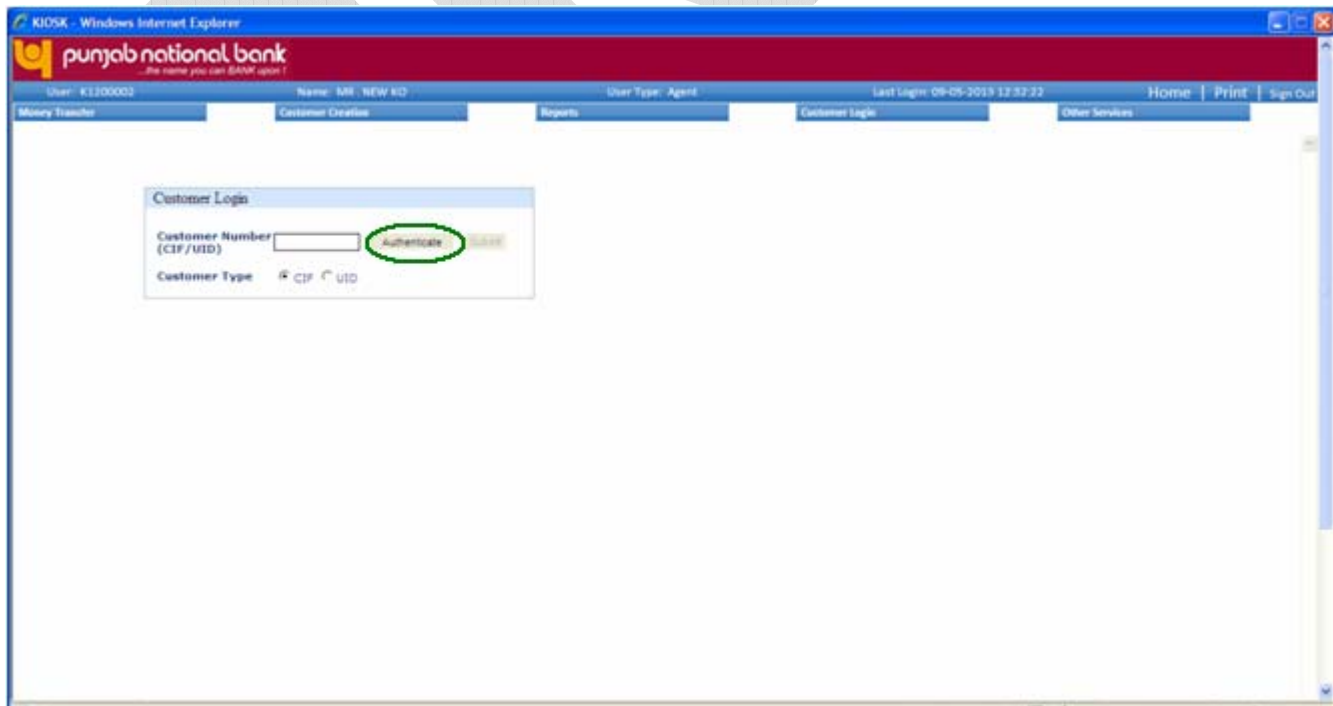 KIOSK - Windows Internet Explorer
punjab national bank
...the name you can BANK upon !
User: K1200002 Name: MR . NEW KO User Type: Agent Last Login: 09-05-2013 12:32:22 Home | Print | Sign Out
Money Transfer Customer Creation Reports Customer Login Other Services
Customer Login
Customer Number Authenticate Submit
(CIF/UID)
Customer Type CIF UID